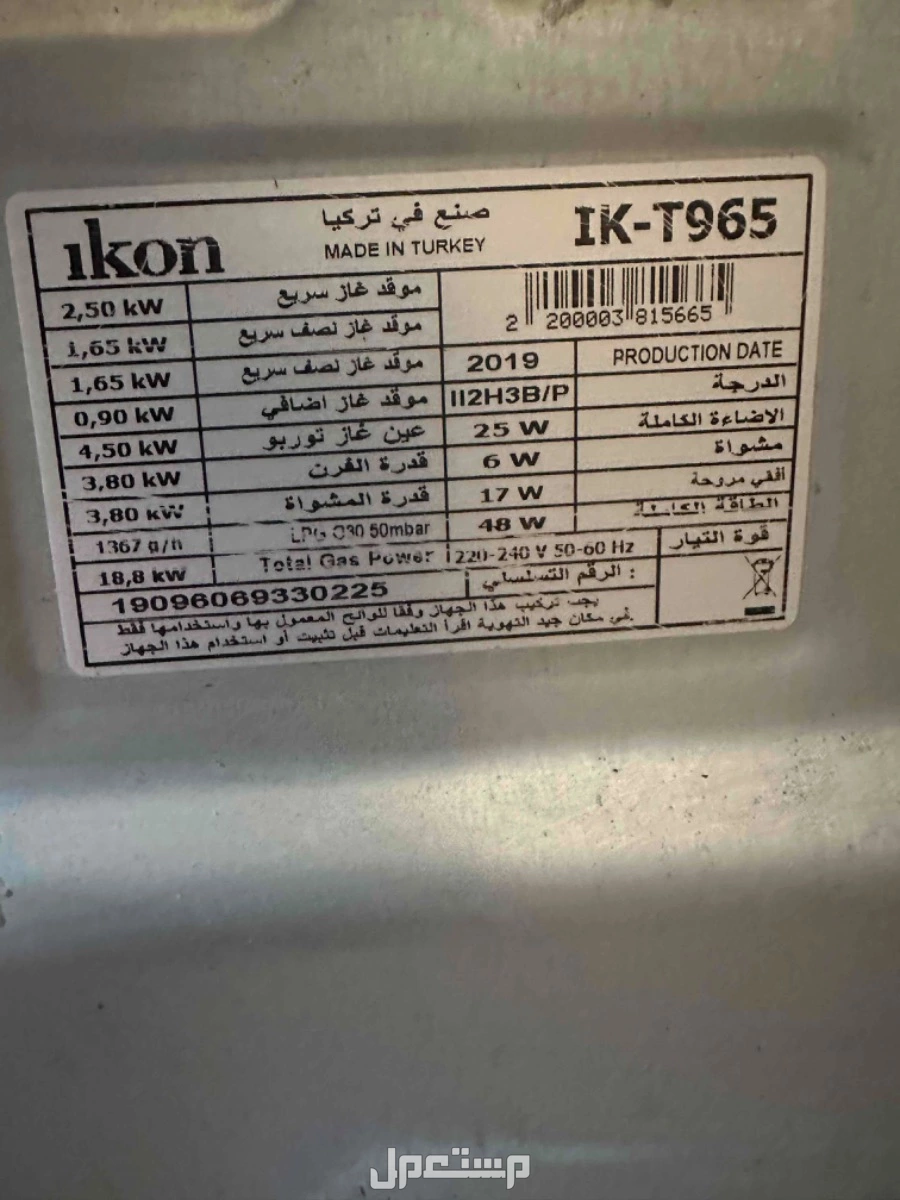 ikon
صنع في تركيا
MADE IN TURKEY
IK-T965
2,50 kW موقد غاز سريع
1,65 kW موقد غاز نصف سريع
1,65 kW موقد غاز نصف سريع
0,90 kW موقد غاز اضافي
4,50 kW عين غاز توربو
3,80 kW قدرة الفرن
3,80 kW قدرة المشواة
1367 g/h LPG G30 50mbar
18,8 kW Total Gas Power
2 200003 815665
2019 PRODUCTION DATE
II2H3B/P الدرجة
25 W الاضاءة الكاملة
6 W مشواة
17 W أفقي مروحة
48 W الطاقة الكاملة
220-240 V 50-60 Hz قوة التيار
19096069330225 الرقم التسلسلي :
يجب تركيب هذا الجهاز وفقا للوائح المعمول بها واستخدامها فقط
في مكان جيد التهوية اقرأ التعليمات قبل تثبيت أو استخدام هذا الجهاز.
مستعمل